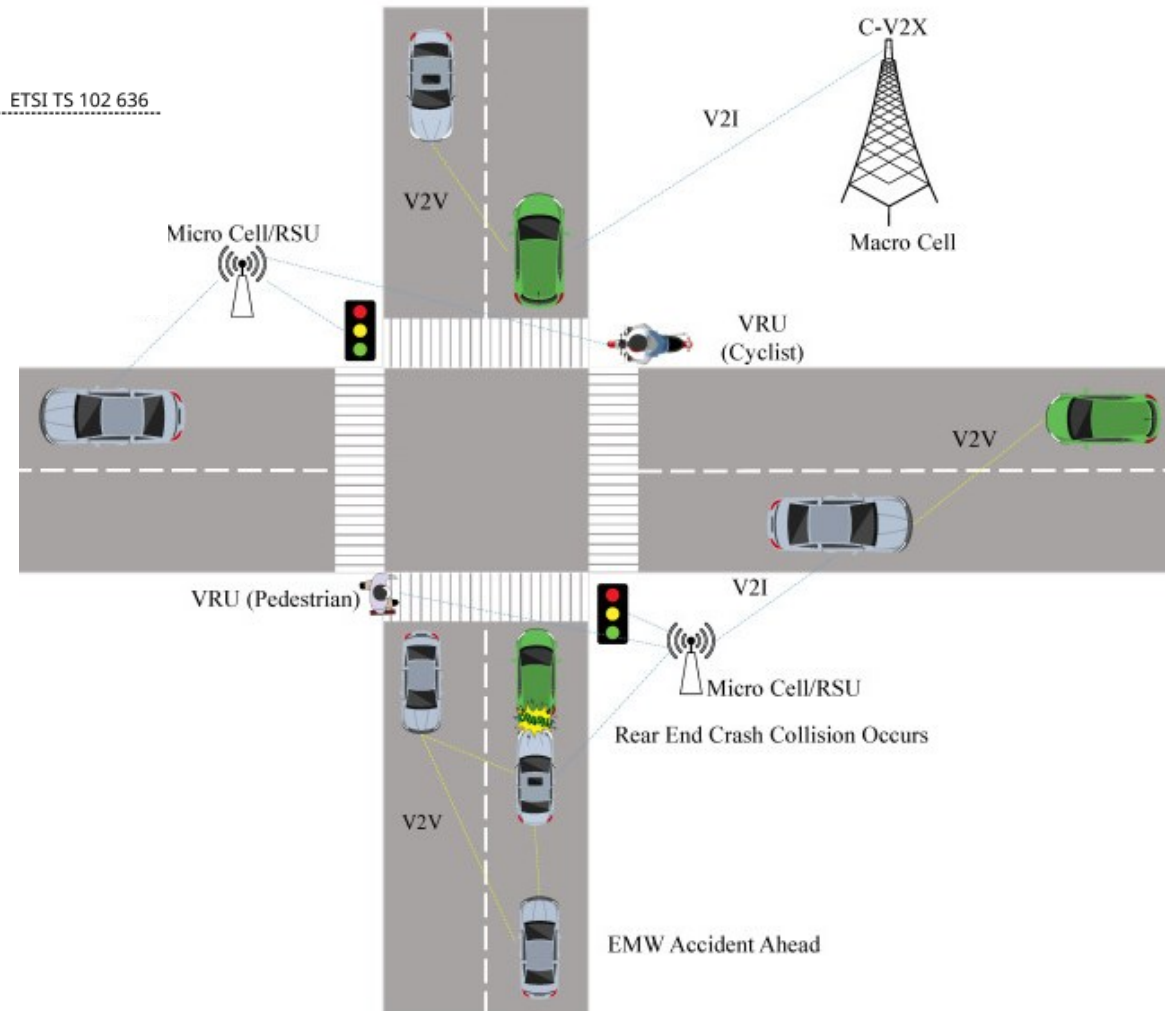 C-V2X
ETSI TS 102 636
V2I
V2V
Micro Cell/RSU
Macro Cell
VRU
(Cyclist)
V2V
VRU (Pedestrian)
V2I
Micro Cell/RSU
CRASH
Rear End Crash Collision Occurs
V2V
EMW Accident Ahead